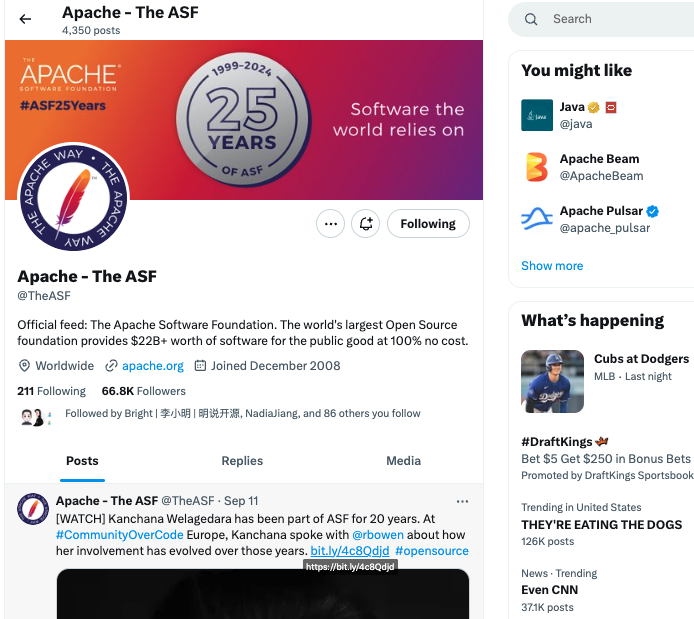 Apache - The ASF
4,350 posts
THE
APACHE®
SOFTWARE FOUNDATION
#ASF25Years
1999-2024
25
YEARS
OF ASF
Software the
world relies on
THE APACHE WAY • THE APACHE WAY •
Following
Apache - The ASF
@TheASF
Official feed: The Apache Software Foundation. The world's largest Open Source
foundation provides $22B+ worth of software for the public good at 100% no cost.
Worldwide apache.org Joined December 2008
211 Following 66.8K Followers
Followed by Bright | 李小明 | 明说开源, NadiaJiang, and 86 others you follow
Posts Replies Media
Apache - The ASF @TheASF · Sep 11
[WATCH] Kanchana Welagedara has been part of ASF for 20 years. At
#CommunityOverCode Europe, Kanchana spoke with @rbowen about how
her involvement has evolved over those years. bit.ly/4c8Qdjd #opensource
https://bit.ly/4c8Qdjd
Search
You might like
Java
Java
@java
Apache Beam
@ApacheBeam
Apache Pulsar
@apache_pulsar
Show more
What's happening
Cubs at Dodgers
MLB · Last night
#DraftKings
Bet $5 Get $250 in Bonus Bets
Promoted by DraftKings Sportsbook
Trending in United States
THEY'RE EATING THE DOGS
126K posts
News · Trending
Even CNN
37.1K posts